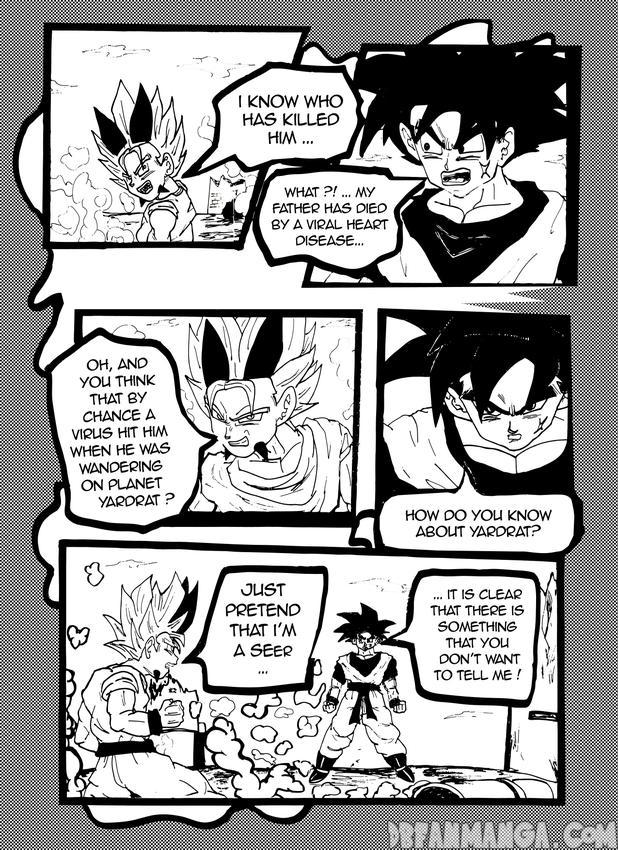 I KNOW WHO
HAS KILLED
HIM ...
WHAT ?! ... MY
FATHER HAS DIED
BY A VIRAL HEART
DISEASE...
OH, AND
YOU THINK
THAT BY
CHANCE A
VIRUS HIT HIM
WHEN HE WAS
WANDERING
ON PLANET
YARDRAT ?
HOW DO YOU KNOW
ABOUT YARDRAT?
JUST
PRETEND
THAT I'M
A SEER
...
... IT IS CLEAR
THAT THERE IS
SOMETHING
THAT YOU
DON'T WANT
TO TELL ME !
DBFANMANGA.COM